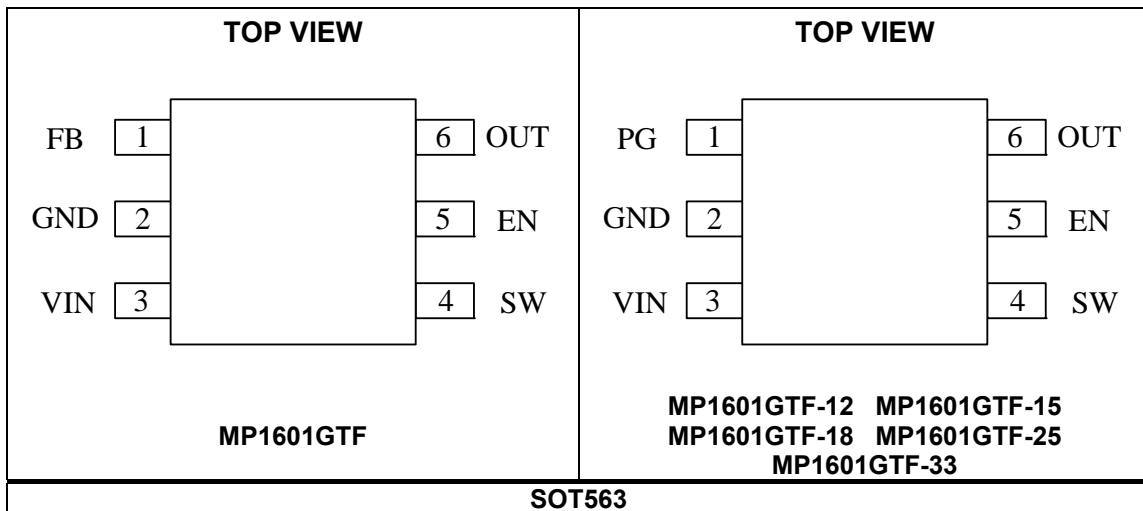 TOP VIEW
FB 1 6 OUT
GND 2 5 EN
VIN 3 4 SW
MP1601GTF
TOP VIEW
PG 1 6 OUT
GND 2 5 EN
VIN 3 4 SW
MP1601GTF-12 MP1601GTF-15
MP1601GTF-18 MP1601GTF-25
MP1601GTF-33
SOT563